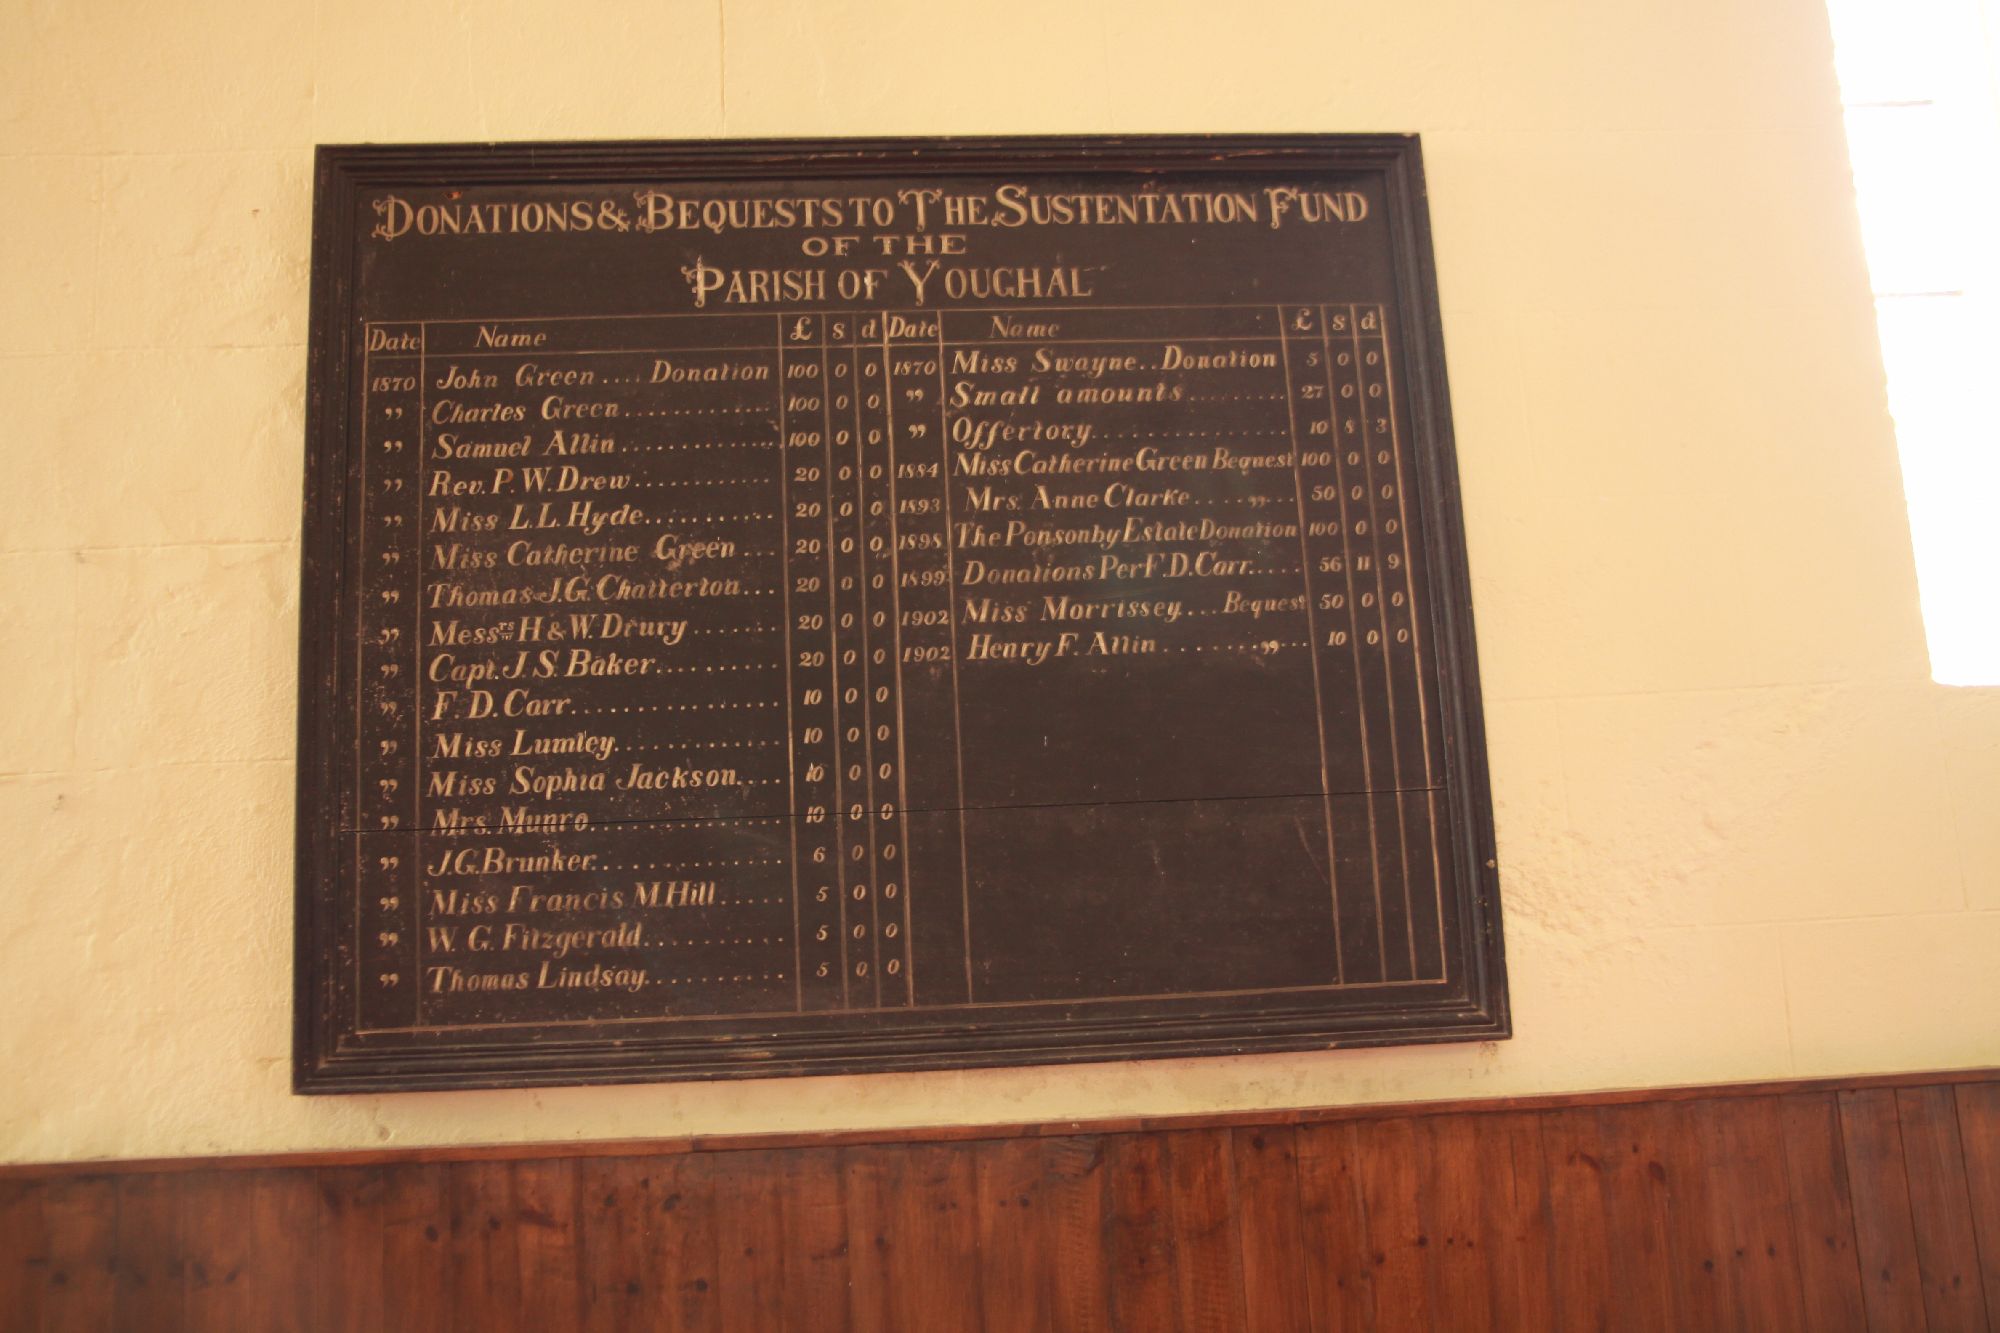 DONATIONS & BEQUESTS TO THE SUSTENTATION FUND
OF THE
PARISH OF YOUGHAL
Date Name £ s d
1870 John Green .... Donation 100 0 0
” Charles Green ............ 100 0 0
” Samuel Allin ............. 100 0 0
” Rev. P. W. Drew ........... 20 0 0
” Miss L. L. Hyde ........... 20 0 0
” Miss Catherine Green ... 20 0 0
” Thomas J. G. Chatterton ... 20 0 0
” Messrs H & W. Drury ....... 20 0 0
” Capt. J. S. Baker .......... 20 0 0
” F. D. Carr ................ 10 0 0
” Miss Lumley ............. 10 0 0
” Miss Sophia Jackson .... 10 0 0
” Mrs. Munro .............. 10 0 0
” J. G. Brunker .............. 6 0 0
” Miss Francis M. Hill ..... 5 0 0
” W. G. Fitzgerald .......... 5 0 0
” Thomas Lindsay .......... 5 0 0
Date Name £ s d
1870 Miss Swayne .. Donation 5 0 0
” Small amounts ......... 27 0 0
” Offertory ................ 10 8 3
1884 Miss Catherine Green Bequest 100 0 0
1893 Mrs. Anne Clarke .... ” ... 50 0 0
1898 The Ponsonby Estate Donation 100 0 0
1899 Donations Per F. D. Carr ..... 56 11 9
1902 Miss Morrissey ... Bequest 50 0 0
1902 Henry F. Allin ........ ” ... 10 0 0